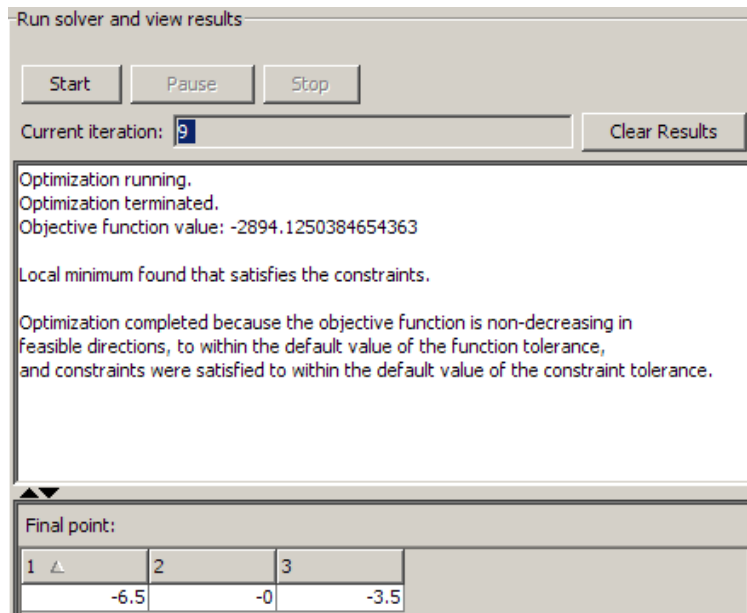 Run solver and view results
Start Pause Stop
Current iteration: 9 Clear Results
Optimization running.
Optimization terminated.
Objective function value: -2894.1250384654363
Local minimum found that satisfies the constraints.
Optimization completed because the objective function is non-decreasing in
feasible directions, to within the default value of the function tolerance,
and constraints were satisfied to within the default value of the constraint tolerance.
Final point:
1 2 3
-6.5 -0 -3.5